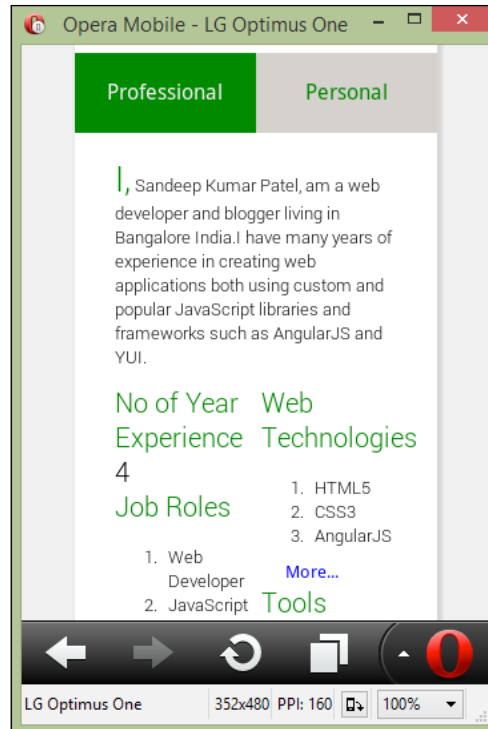 Opera Mobile - LG Optimus One
Professional
Personal
I, Sandeep Kumar Patel, am a web
developer and blogger living in
Bangalore India.I have many years of
experience in creating web
applications both using custom and
popular JavaScript libraries and
frameworks such as AngularJS and
YUI.
No of Year
Experience
4
Job Roles
1. Web
Developer
2. JavaScript
Web
Technologies
1. HTML5
2. CSS3
3. AngularJS
More...
Tools
LG Optimus One
352x480
PPI: 160
100%